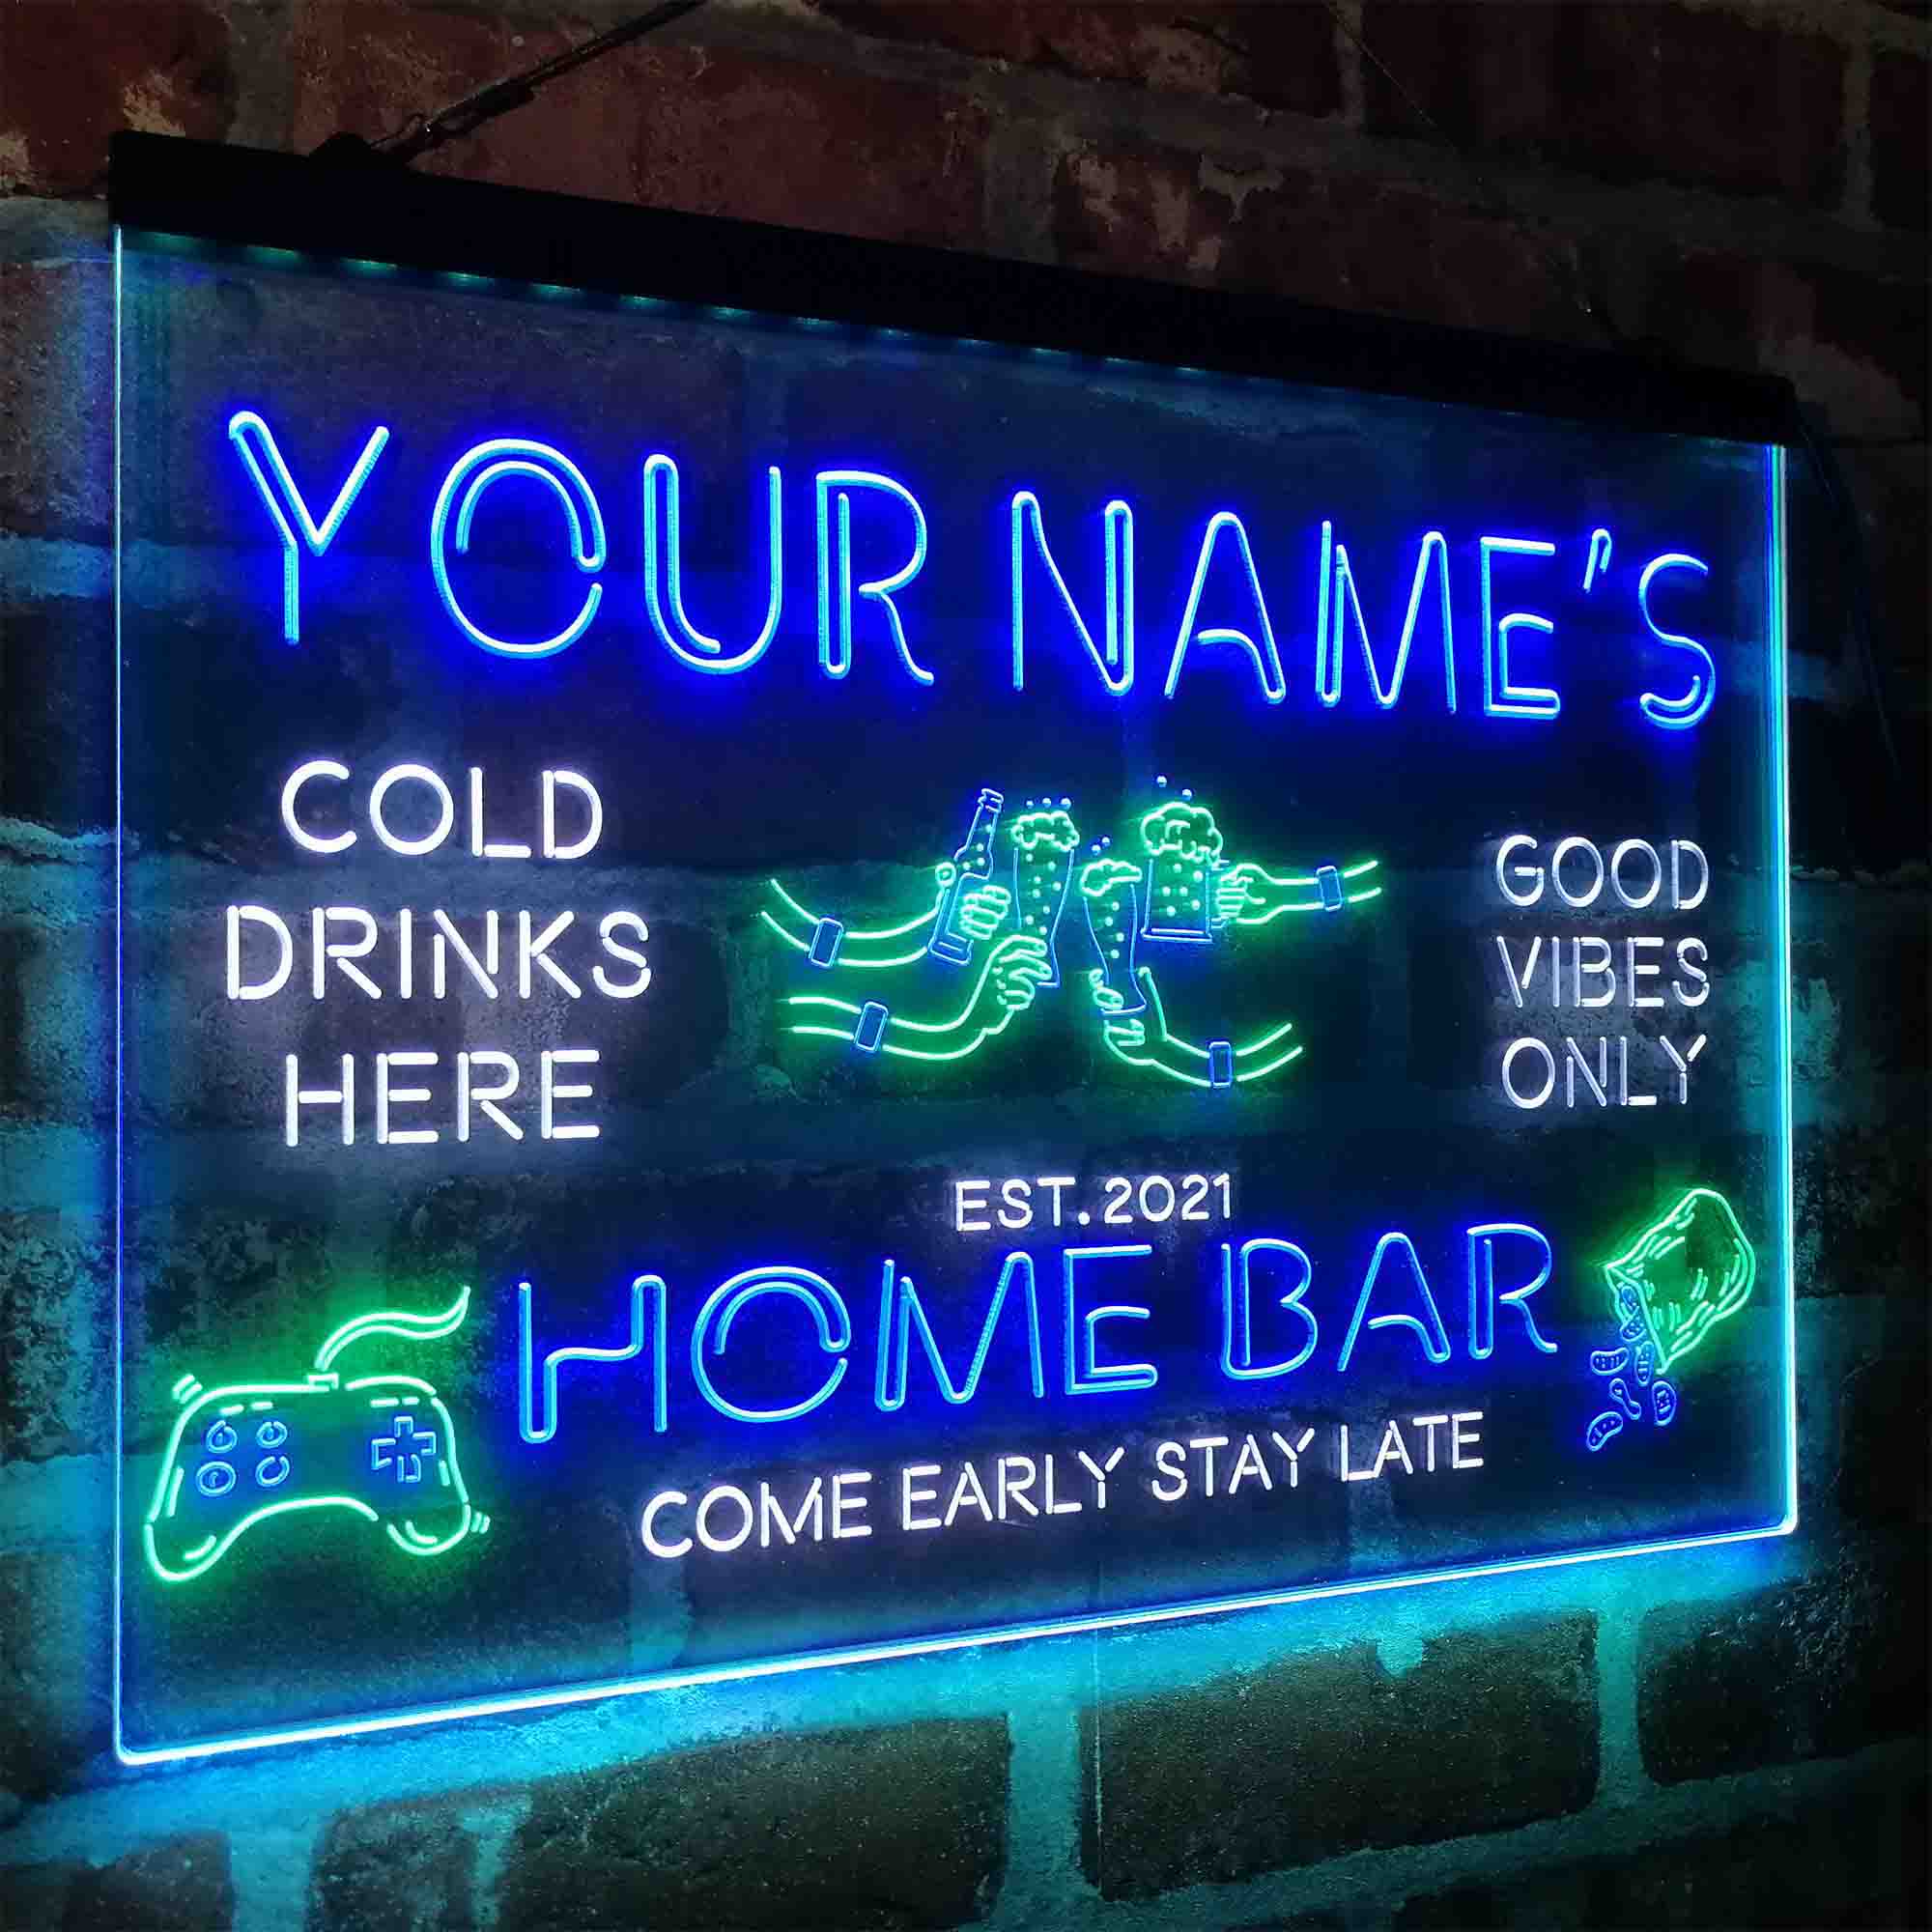 YOUR NAME'S
COLD
DRINKS
HERE
GOOD
VIBES
ONLY
EST.2021
HOME BAR
COME EARLY STAY LATE